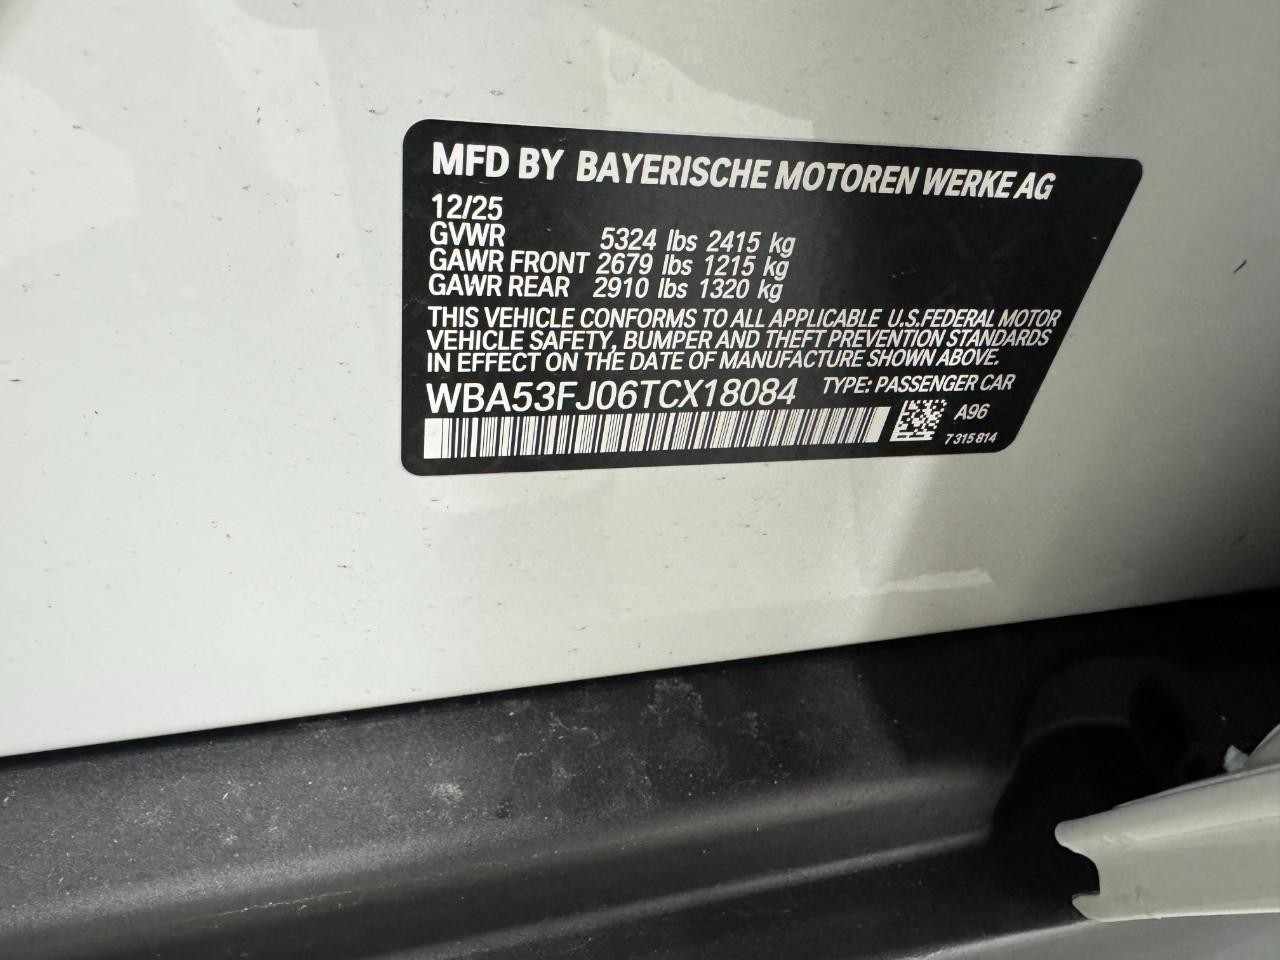 MFD BY BAYERISCHE MOTOREN WERKE AG
12/25
GVWR 5324 lbs 2415 kg
GAWR FRONT 2679 lbs 1215 kg
GAWR REAR 2910 lbs 1320 kg
THIS VEHICLE CONFORMS TO ALL APPLICABLE U.S.FEDERAL MOTOR
VEHICLE SAFETY, BUMPER AND THEFT PREVENTION STANDARDS
IN EFFECT ON THE DATE OF MANUFACTURE SHOWN ABOVE.
WBA53FJ06TCX18084 TYPE: PASSENGER CAR
A96
7 315 814